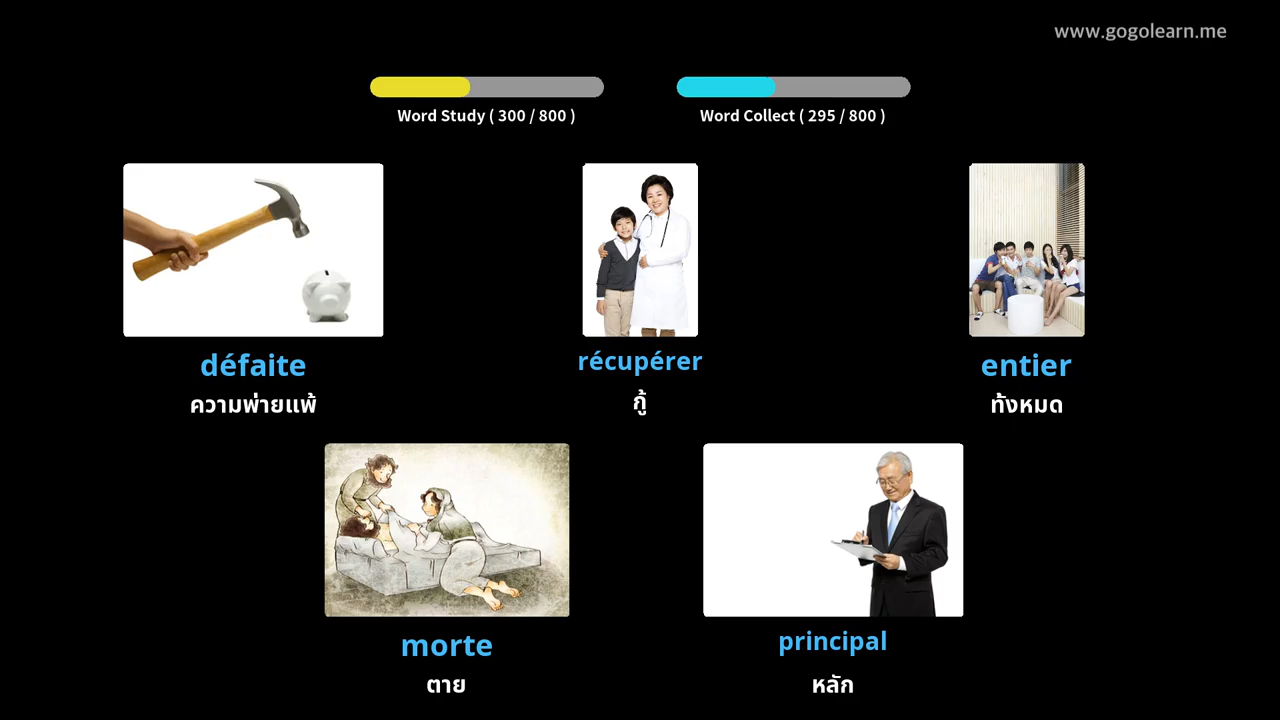 www.gogolearn.me
Word Study ( 300 / 800 )
Word Collect ( 295 / 800 )
défaite
ความพ่ายแพ้
récupérer
กู้
entier
ทั้งหมด
morte
ตาย
principal
หลัก